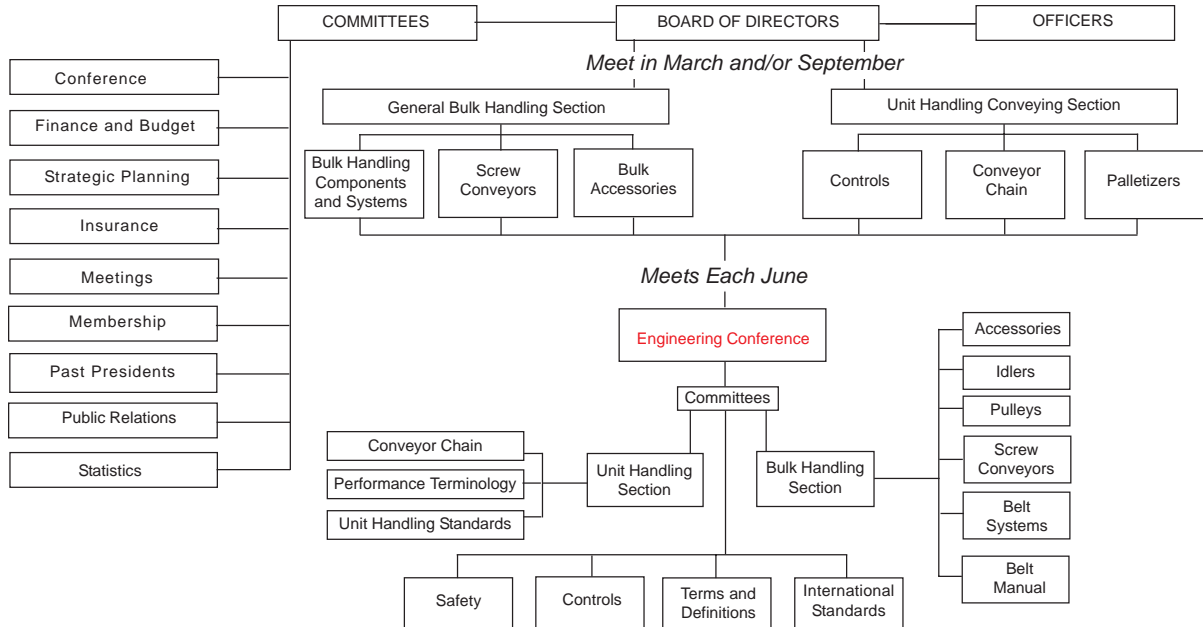 COMMITTEES
BOARD OF DIRECTORS
OFFICERS
Meet in March and/or September
Conference
Finance and Budget
Strategic Planning
Insurance
Meetings
Membership
Past Presidents
Public Relations
Statistics
General Bulk Handling Section
Unit Handling Conveying Section
Bulk Handling
Components
and Systems
Screw
Conveyors
Bulk
Accessories
Controls
Conveyor
Chain
Palletizers
Meets Each June
Engineering Conference
Committees
Conveyor Chain
Performance Terminology
Unit Handling Standards
Unit Handling
Section
Bulk Handling
Section
Accessories
Idlers
Pulleys
Screw
Conveyors
Belt
Systems
Belt
Manual
Safety
Controls
Terms and
Definitions
International
Standards